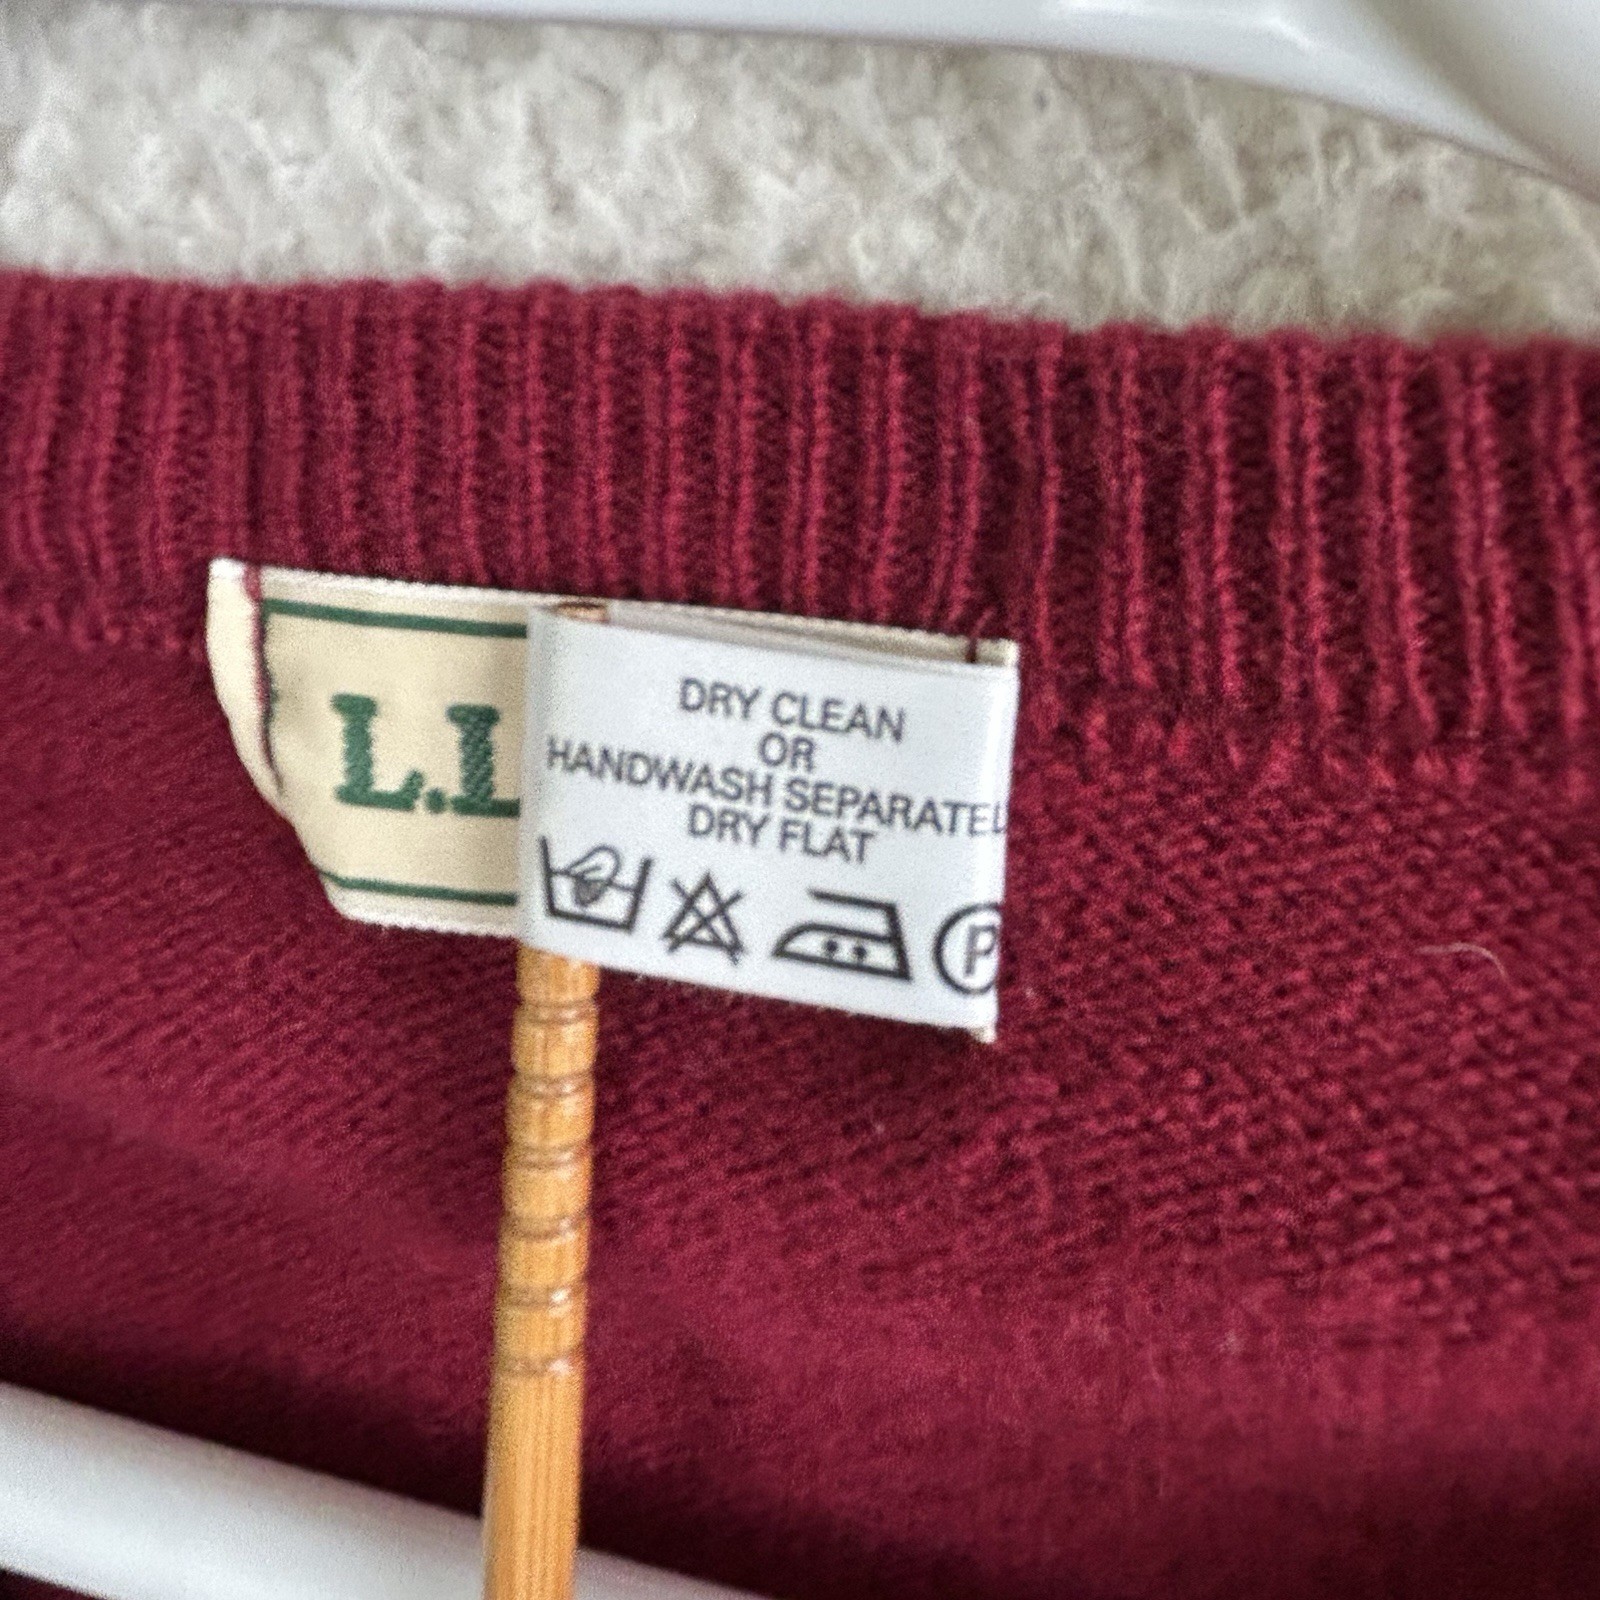 L.L
DRY CLEAN
OR
HANDWASH SEPARATEL
DRY FLAT
P